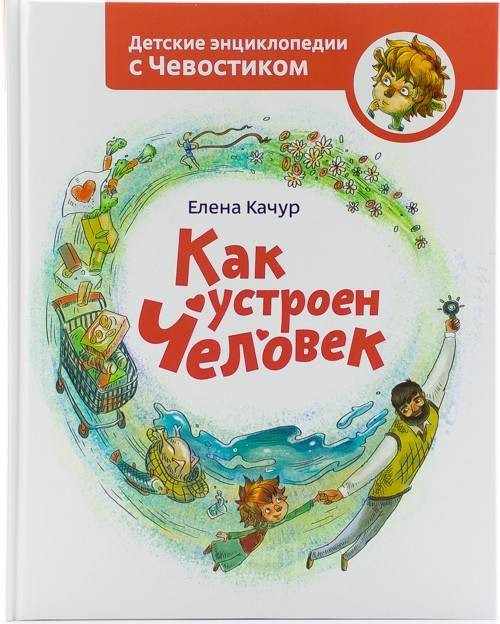 Детские энциклопедии
с Чевостиком
Елена Качур
Как
устроен
Человек